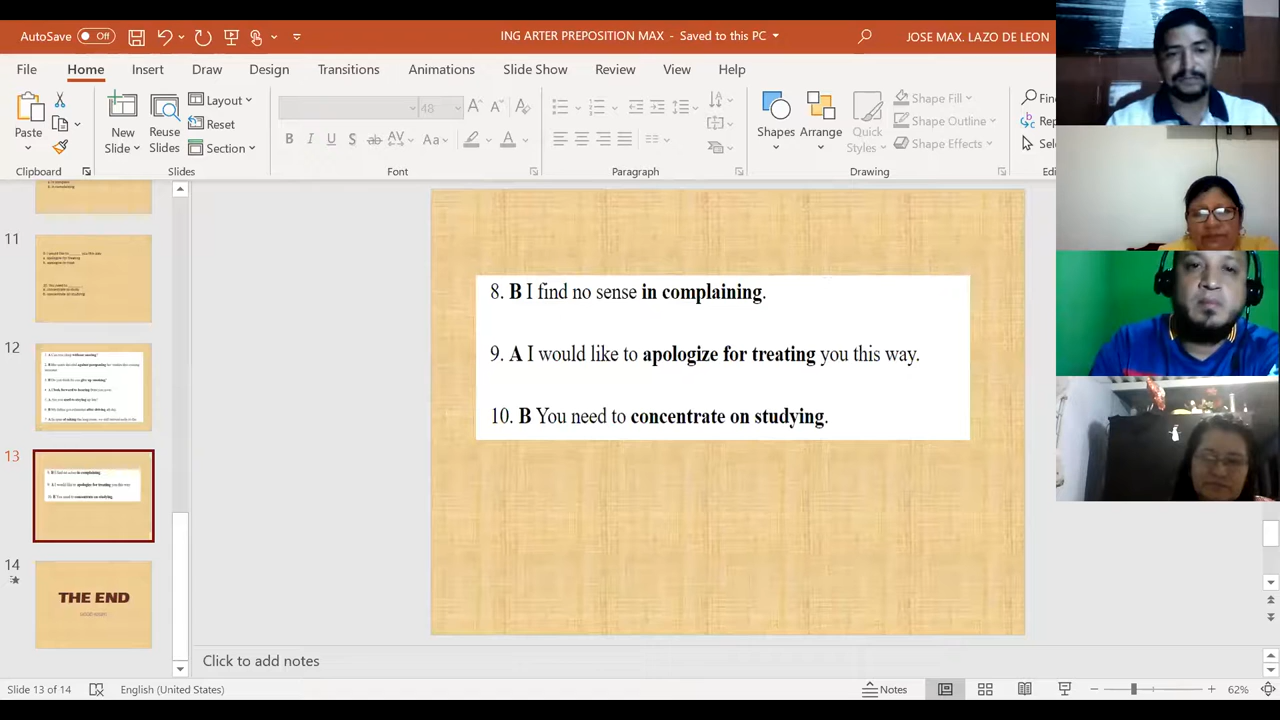 AutoSave Off ING ARTER PREPOSITION MAX - Saved to this PC JOSE MAX. LAZO DE LEON
File Home Insert Draw Design Transitions Animations Slide Show Review View Help
Paste
Clipboard
New Slide
Reuse Slides
Layout
Reset
Section
Slides
48
B I U S ab AV Aa A
Font
Paragraph
Shapes
Arrange
Quick Styles
Shape Fill
Shape Outline
Shape Effects
Drawing
11
12
13
14
THE END
8. B I find no sense in complaining.
9. A I would like to apologize for treating you this way.
10. B You need to concentrate on studying.
Click to add notes
Slide 13 of 14 English (United States) Notes 62%